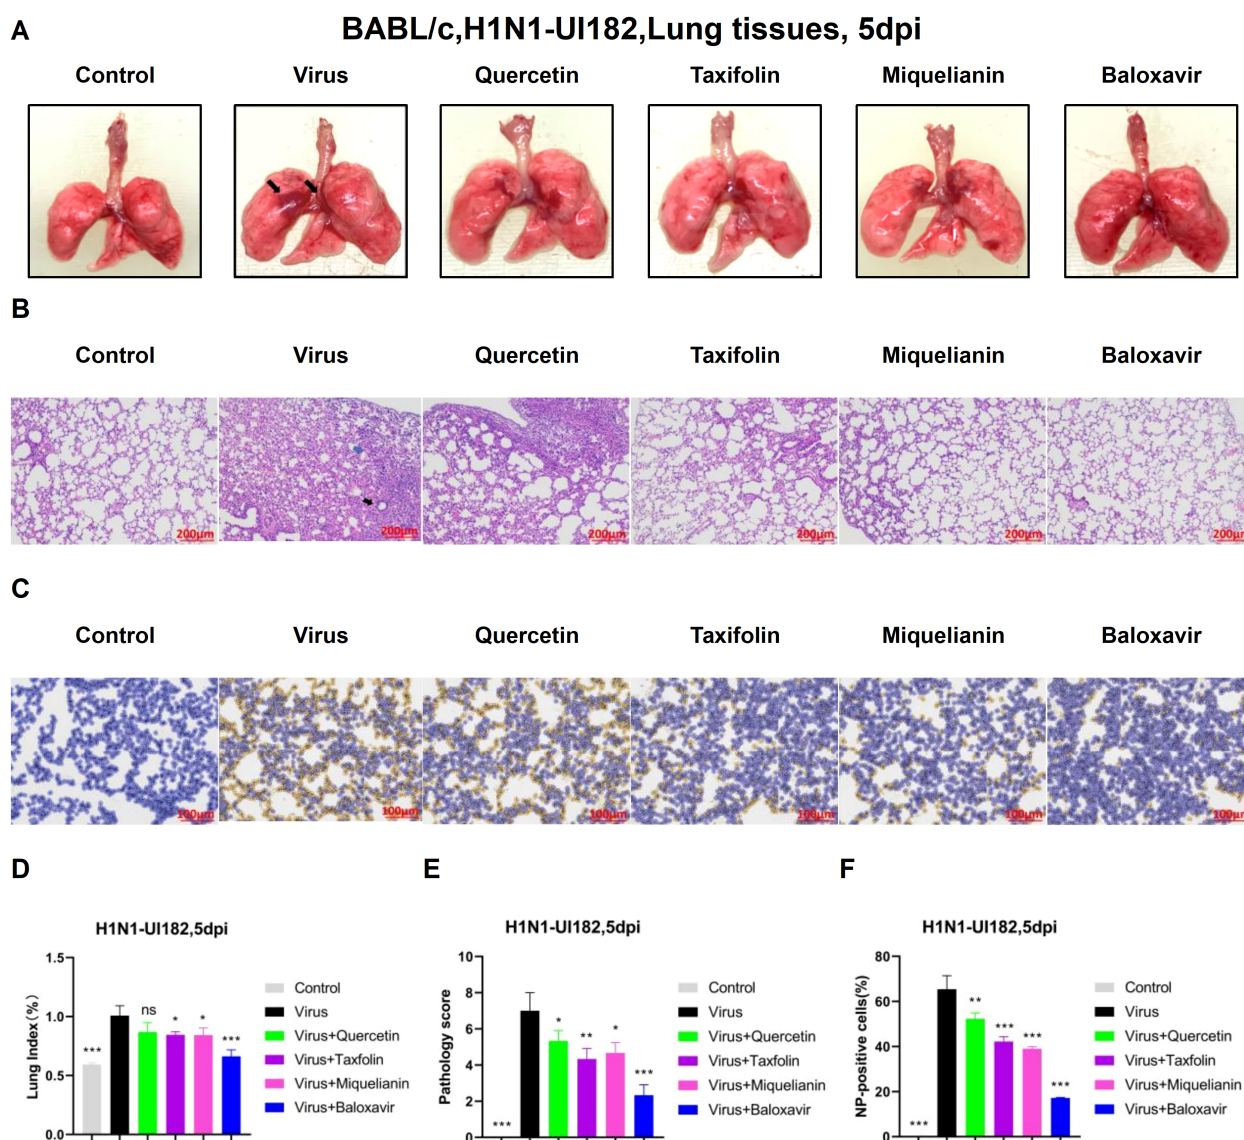 A
BABL/c,H1N1-UI182,Lung tissues, 5dpi
Control Virus Quercetin Taxifolin Miquelianin Baloxavir
B
Control Virus Quercetin Taxifolin Miquelianin Baloxavir
200μm 200μm 200μm 200μm 200μm 200μm
C
Control Virus Quercetin Taxifolin Miquelianin Baloxavir
100μm 100μm 100μm 100μm 100μm 100μm
D
H1N1-UI182,5dpi
Lung Index(%)
1.5
1.0
0.5
0.0
***
ns
*
*
***
Control
Virus
Virus+Quercetin
Virus+Taxfolin
Virus+Miquelianin
Virus+Baloxavir
E
H1N1-UI182,5dpi
Pathology score
10
8
6
4
2
0
***
*
**
*
***
Control
Virus
Virus+Quercetin
Virus+Taxfolin
Virus+Miquelianin
Virus+Baloxavir
F
H1N1-UI182,5dpi
NP-positive cells(%)
80
60
40
20
0
***
**
***
***
***
Control
Virus
Virus+Quercetin
Virus+Taxfolin
Virus+Miquelianin
Virus+Baloxavir